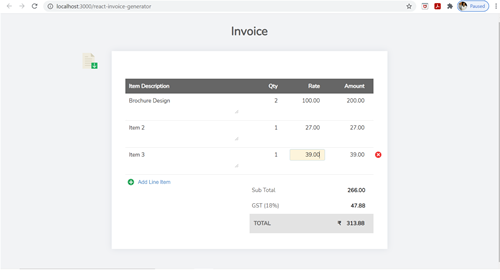 localhost:3000/react-invoice-generator
Paused
Invoice
Item Description Qty Rate Amount
Brochure Design 2 100.00 200.00
Item 2 1 27.00 27.00
Item 3 1 39.00 39.00
Add Line Item
Sub Total 266.00
GST (18%) 47.88
TOTAL ₹ 313.88